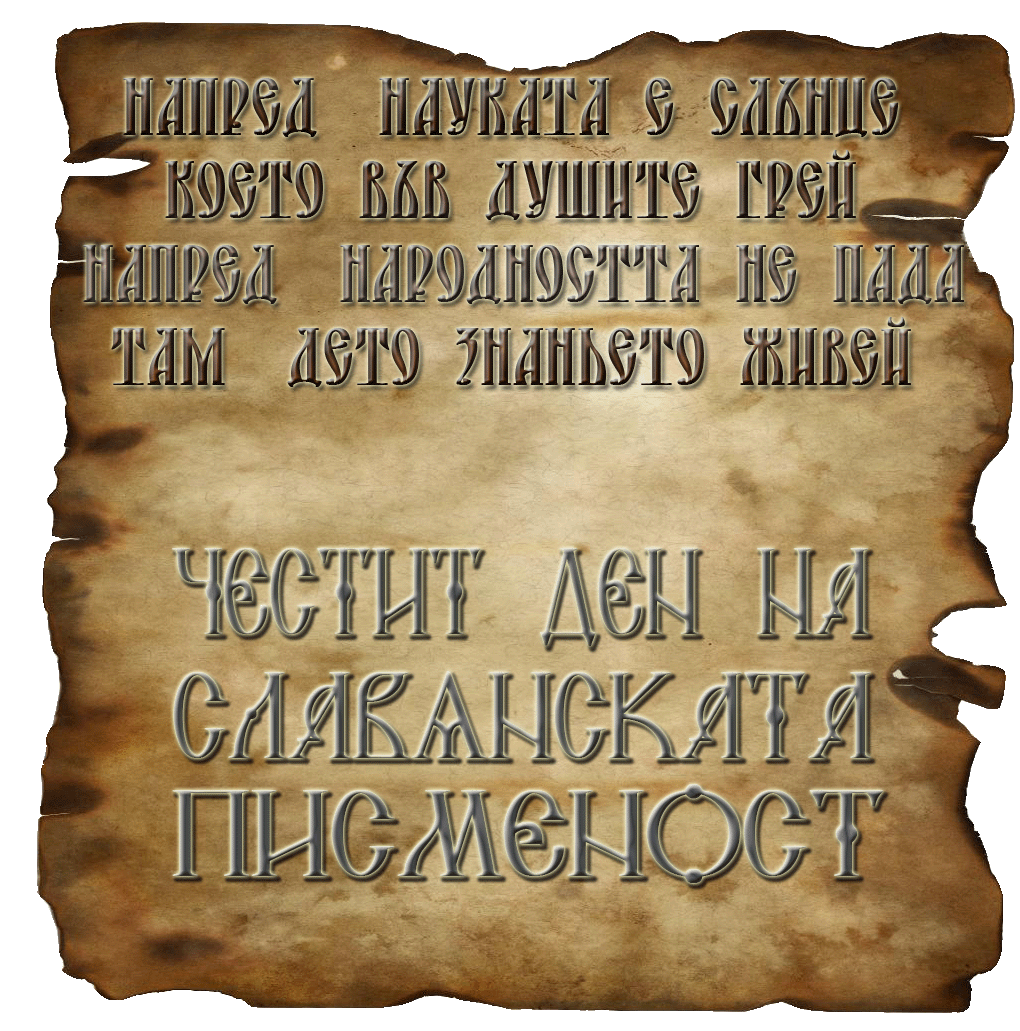 НАПРЕД НАУКАТА Е СЛЪНЦЕ
КОЕТО ВЪВ ДУШИТЕ ГРЕЙ
НАПРЕД НАРОДНОСТТА НЕ ПАДА
ТАМ ДЕТО ЗНАНЬЕТО ЖИВЕЙ
ЧЕСТИТ ДЕН НА
СЛАВѦНСКАТА
ПИСМЕНОСТ